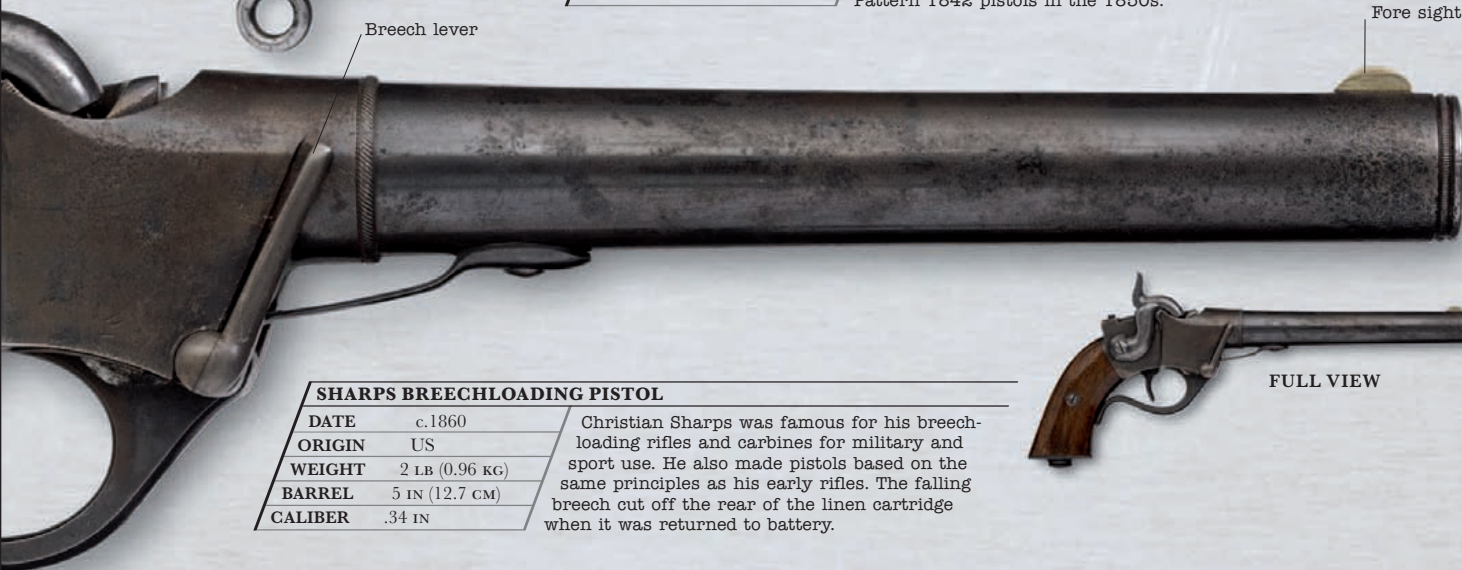 Pattern 1842 pistols in the 1850s.
Fore sight
Breech lever
SHARPS BREECHLOADING PISTOL
DATE c.1860
ORIGIN US
WEIGHT 2 LB (0.96 KG)
BARREL 5 IN (12.7 CM)
CALIBER .34 IN
Christian Sharps was famous for his breech-
loading rifles and carbines for military and
sport use. He also made pistols based on the
same principles as his early rifles. The falling
breech cut off the rear of the linen cartridge
when it was returned to battery.
FULL VIEW